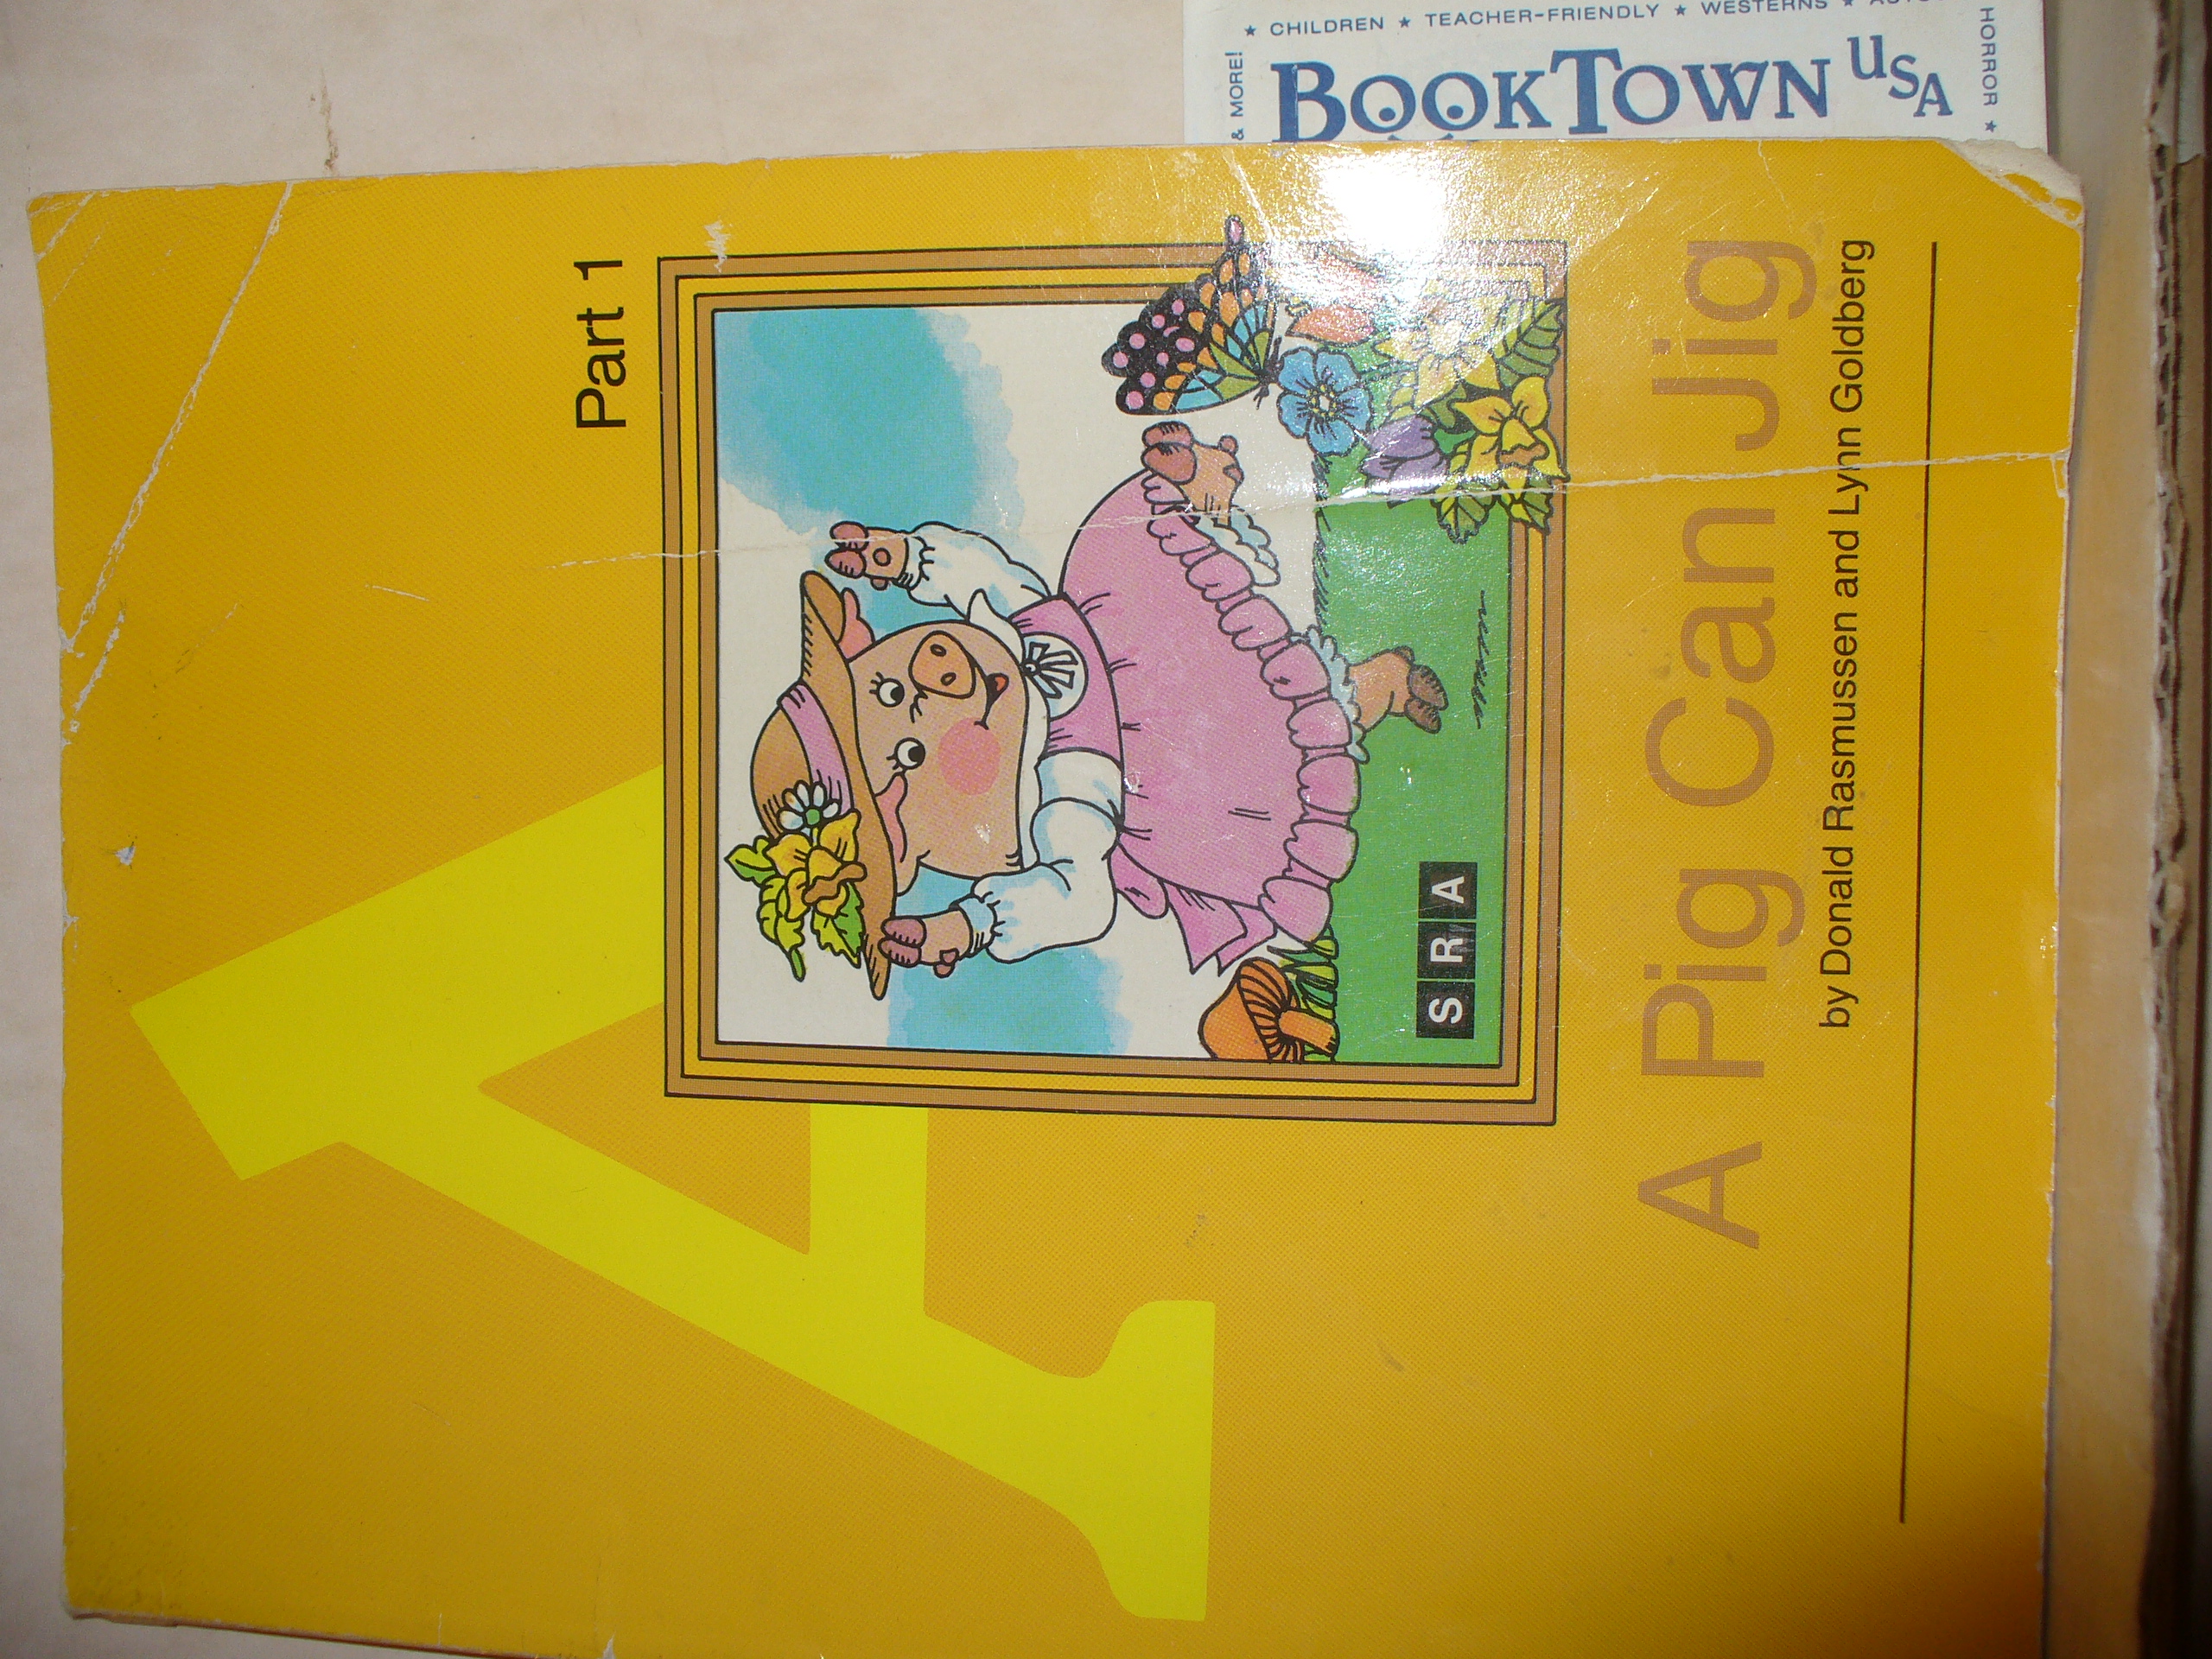 ★ CHILDREN ★ TEACHER-FRIENDLY ★ WESTERNS ★
HORROR ★
& MORE!
BOOKTOWN USA
A
Part 1
S R A
A Pig Can Jig
by Donald Rasmussen and Lynn Goldberg